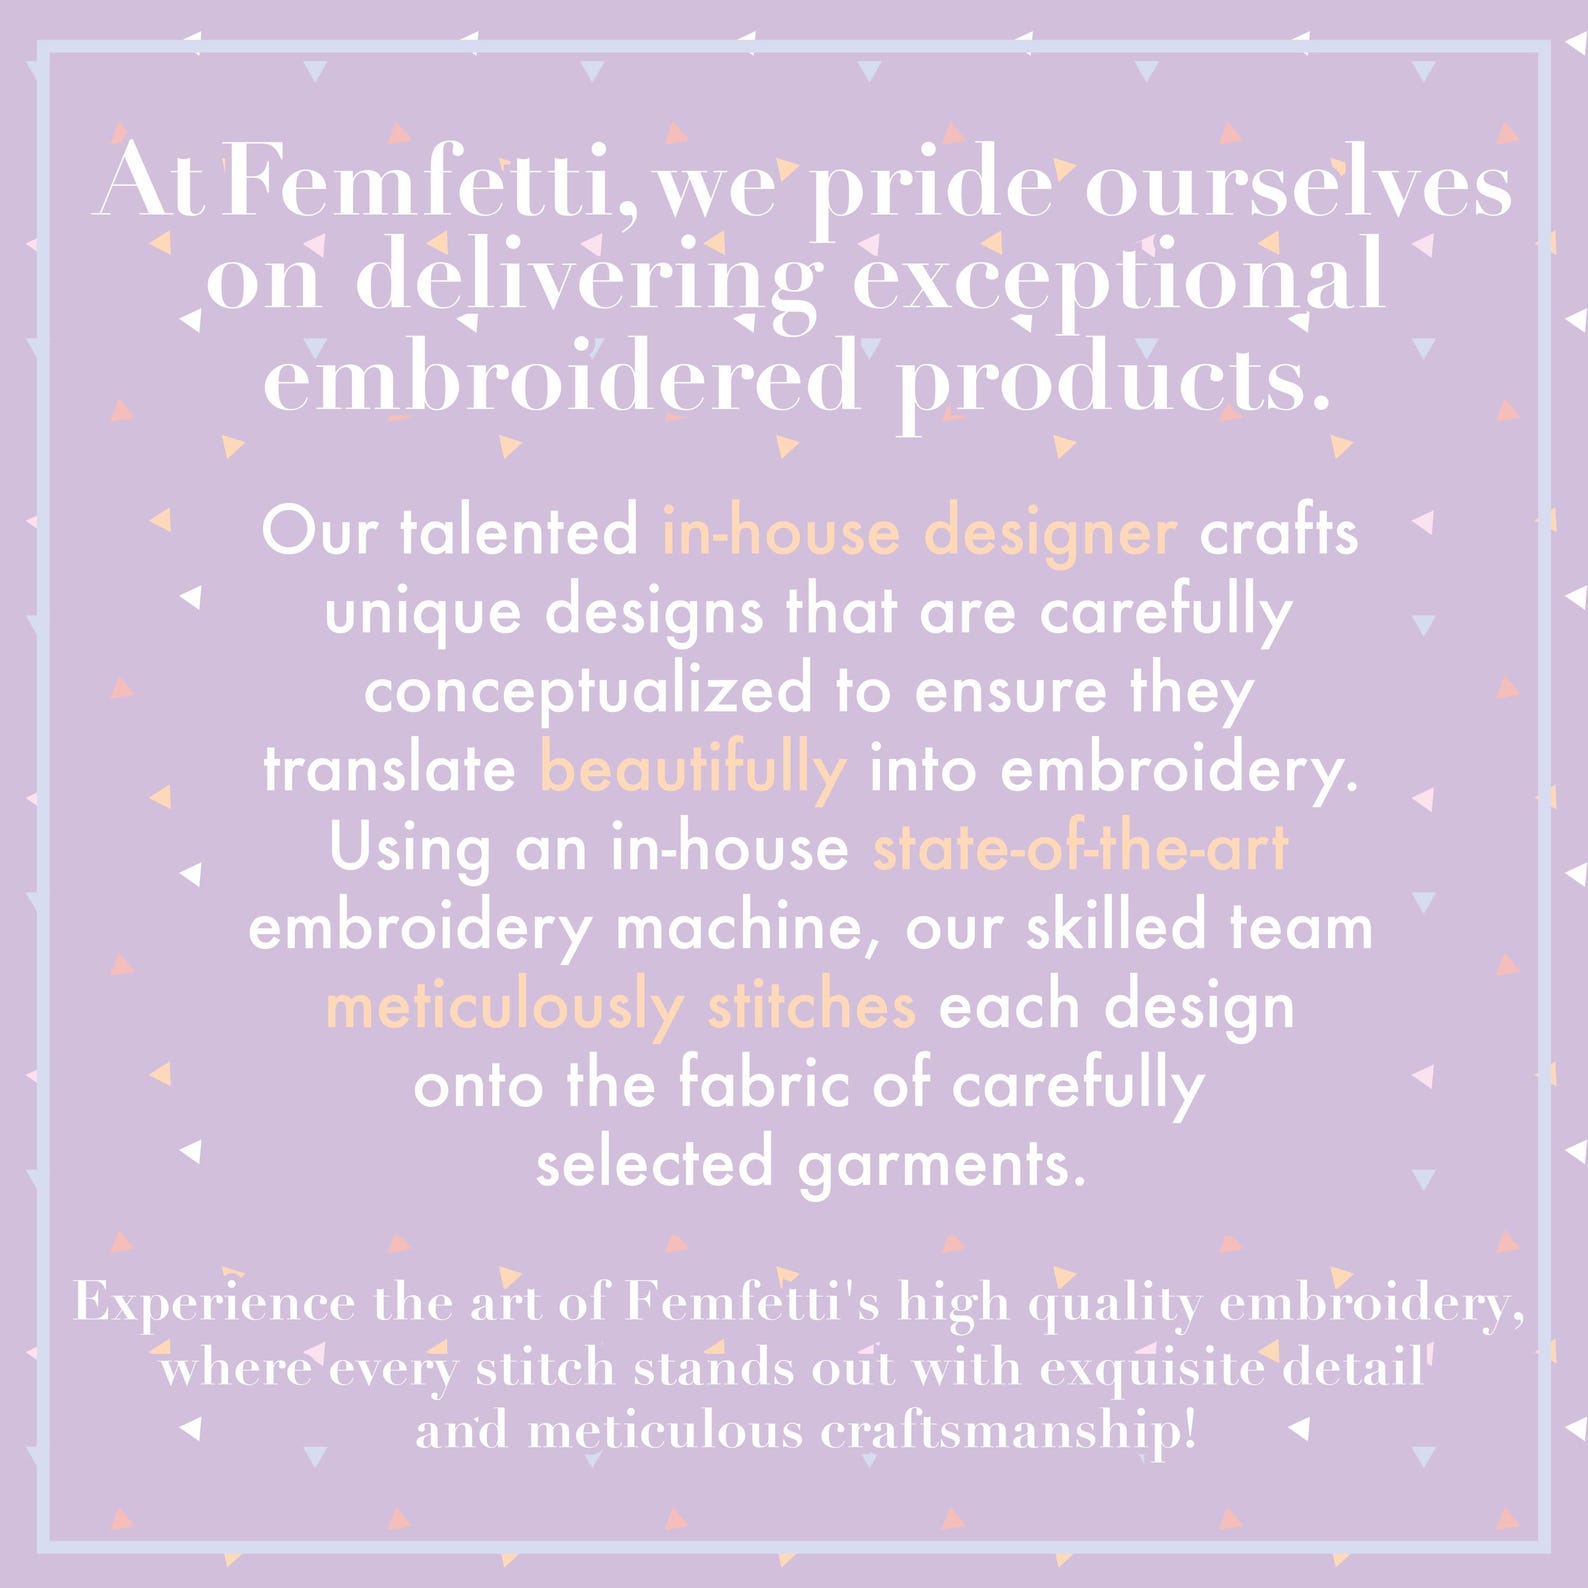 At Femfetti, we pride ourselves
on delivering exceptional
embroidered products.
Our talented in-house designer crafts
unique designs that are carefully
conceptualized to ensure they
translate beautifully into embroidery.
Using an in-house state-of-the-art
embroidery machine, our skilled team
meticulously stitches each design
onto the fabric of carefully
selected garments.
Experience the art of Femfetti's high quality embroidery,
where every stitch stands out with exquisite detail
and meticulous craftsmanship!